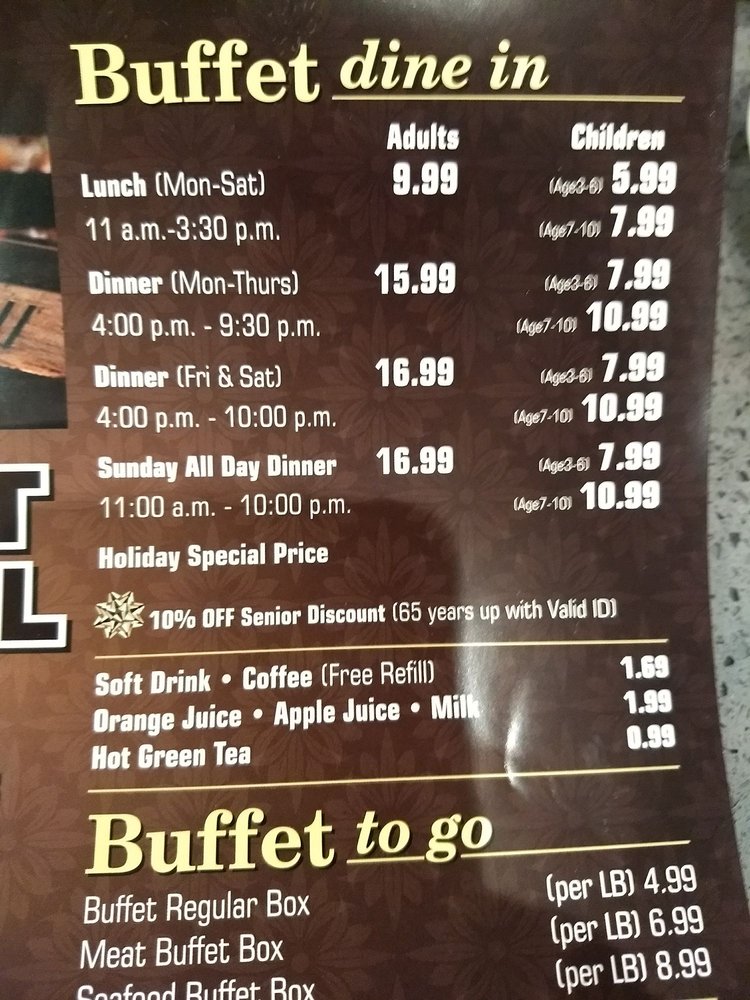 Buffet dine in
Adults Children
Lunch (Mon-Sat) 9.99 (Age3-6) 5.99
11 a.m.-3:30 p.m. (Age7-10) 7.99
Dinner (Mon-Thurs) 15.99 (Age3-6) 7.99
4:00 p.m. - 9:30 p.m. (Age7-10) 10.99
Dinner (Fri & Sat) 16.99 (Age3-6) 7.99
4:00 p.m. - 10:00 p.m. (Age7-10) 10.99
Sunday All Day Dinner 16.99 (Age3-6) 7.99
11:00 a.m. - 10:00 p.m. (Age7-10) 10.99
Holiday Special Price
10% OFF Senior Discount (65 years up with Valid ID)
Soft Drink • Coffee (Free Refill) 1.69
Orange Juice • Apple Juice • Milk 1.99
Hot Green Tea 0.99
Buffet to go
Buffet Regular Box (per LB) 4.99
Meat Buffet Box (per LB) 6.99
Seafood Buffet Box (per LB) 8.99
T
L